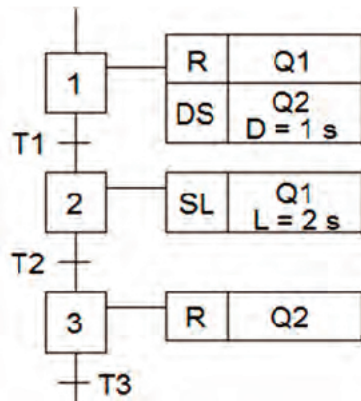 R Q1
1
DS Q2
D = 1 s
T1
2 SL Q1
L = 2 s
T2
3 R Q2
T3